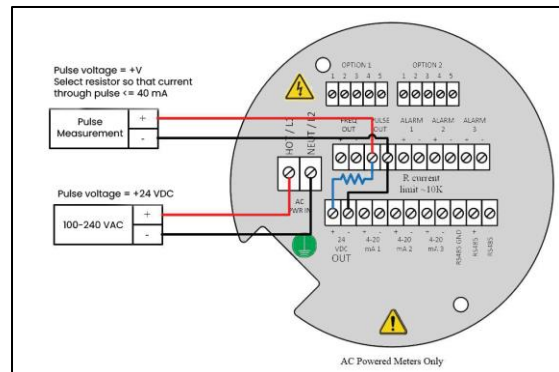 Pulse voltage = +V
Select resistor so that current
through pulse <= 40 mA
Pulse
Measurement
+
-
Pulse voltage = +24 VDC
100-240 VAC
+
-
OPTION 1
OPTION 2
1 2 3 4 5
1 2 3 4 5
HOT / L1
NEUT / L2
AC
PWR IN
FREQ
OUT
PULSE
OUT
ALARM
1
ALARM
2
ALARM
3
+ - + - + - + - + -
R current
limit ~10K
+ - + - + - + -
24
VDC
OUT
4-20
mA 1
4-20
mA 2
4-20
mA 3
RS485 GND
RS485 +
RS485 -
AC Powered Meters Only